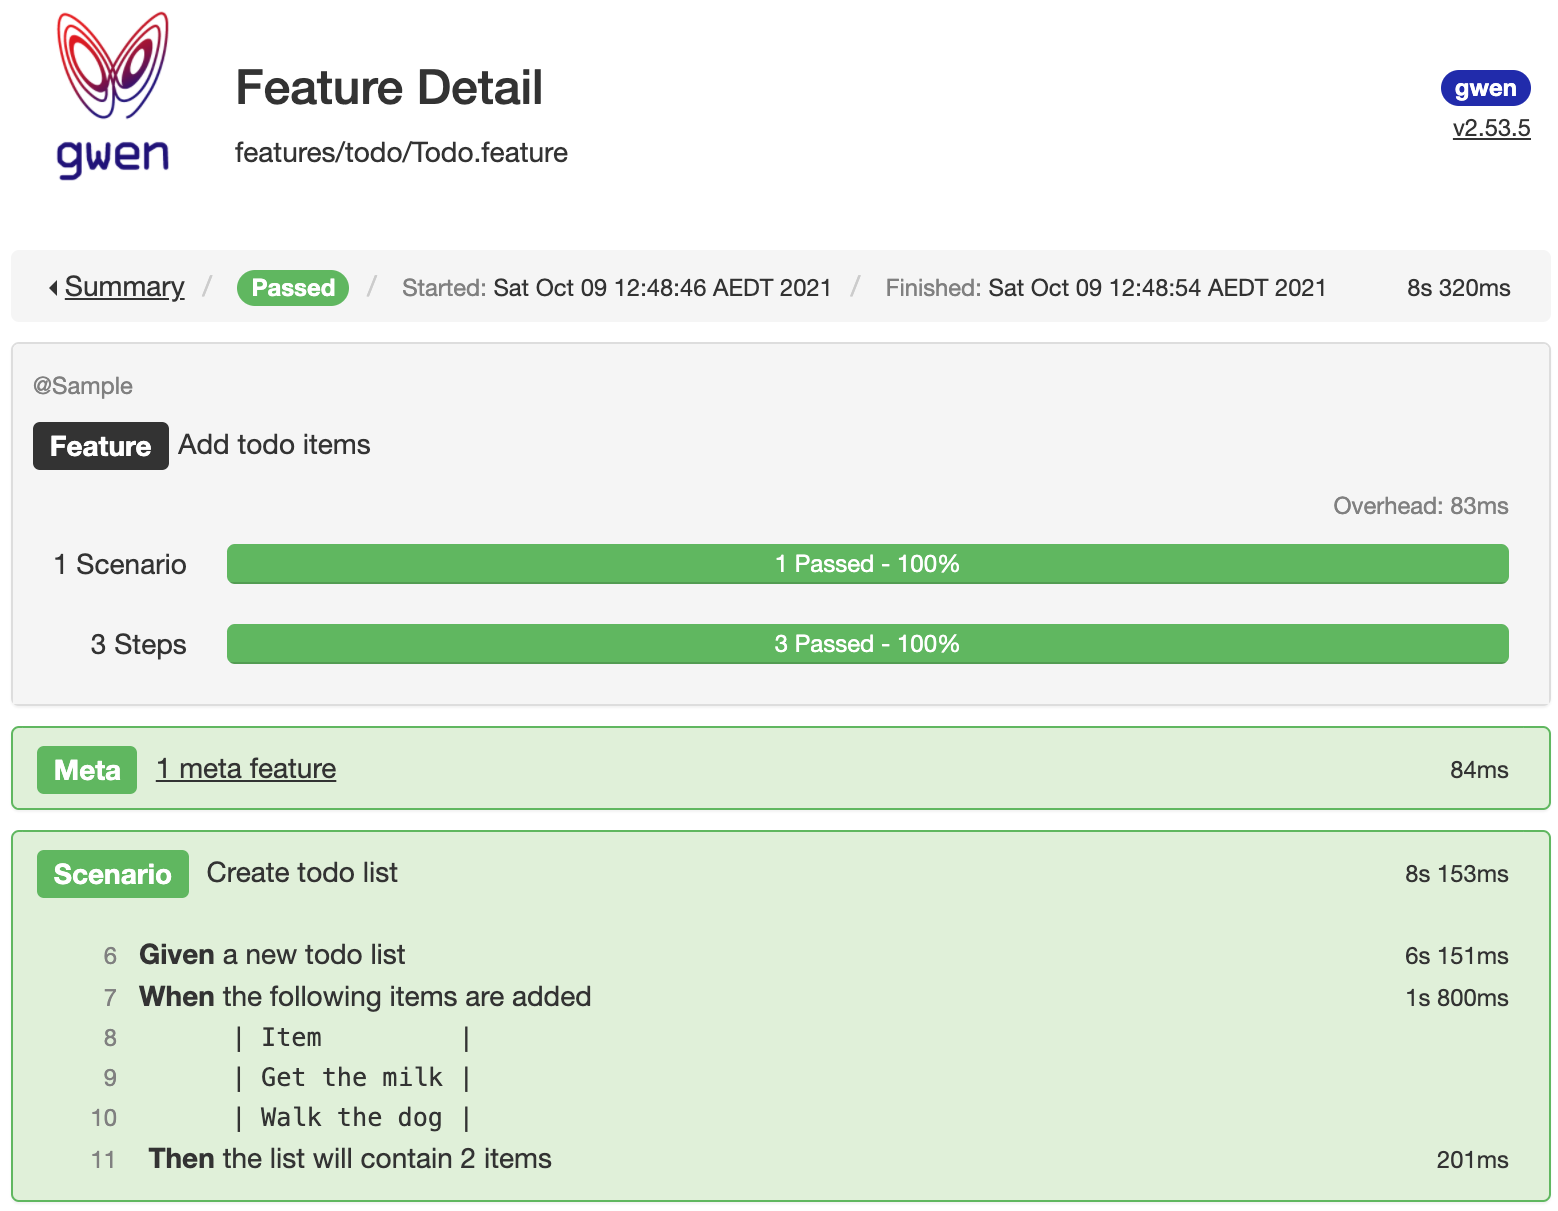 gwen
Feature Detail
features/todo/Todo.feature
gwen
v2.53.5
Summary / Passed / Started: Sat Oct 09 12:48:46 AEDT 2021 / Finished: Sat Oct 09 12:48:54 AEDT 2021 8s 320ms
@Sample
Feature Add todo items
Overhead: 83ms
1 Scenario 1 Passed - 100%
3 Steps 3 Passed - 100%
Meta 1 meta feature 84ms
Scenario Create todo list 8s 153ms
6 Given a new todo list 6s 151ms
7 When the following items are added 1s 800ms
8 | Item |
9 | Get the milk |
10 | Walk the dog |
11 Then the list will contain 2 items 201ms